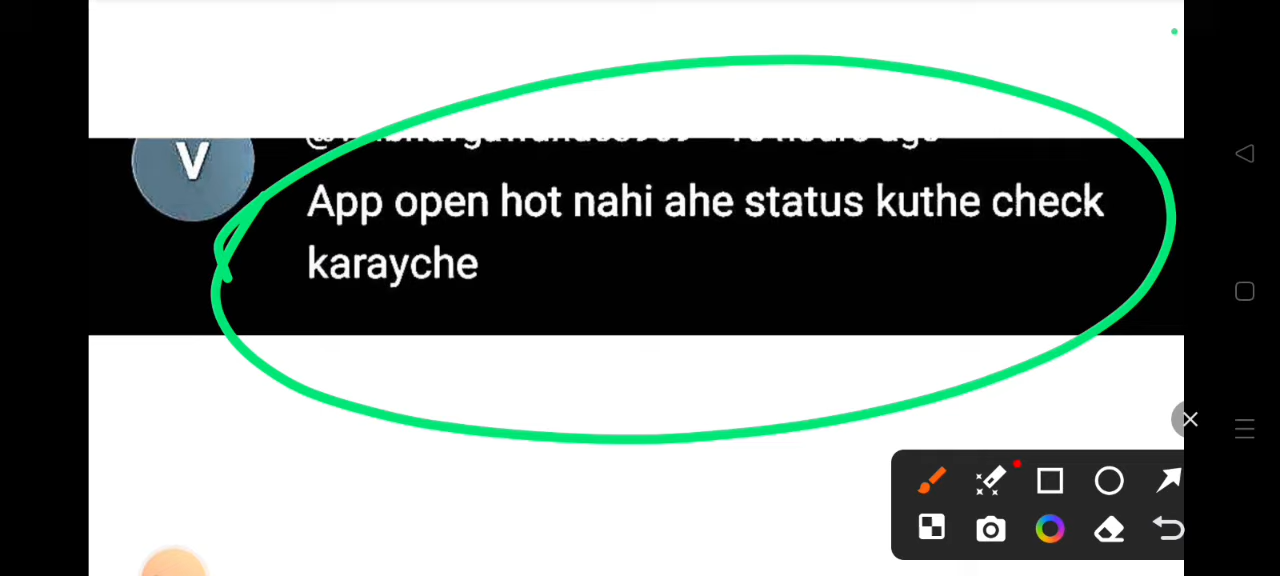 V
App open hot nahi ahe status kuthe check
karayche